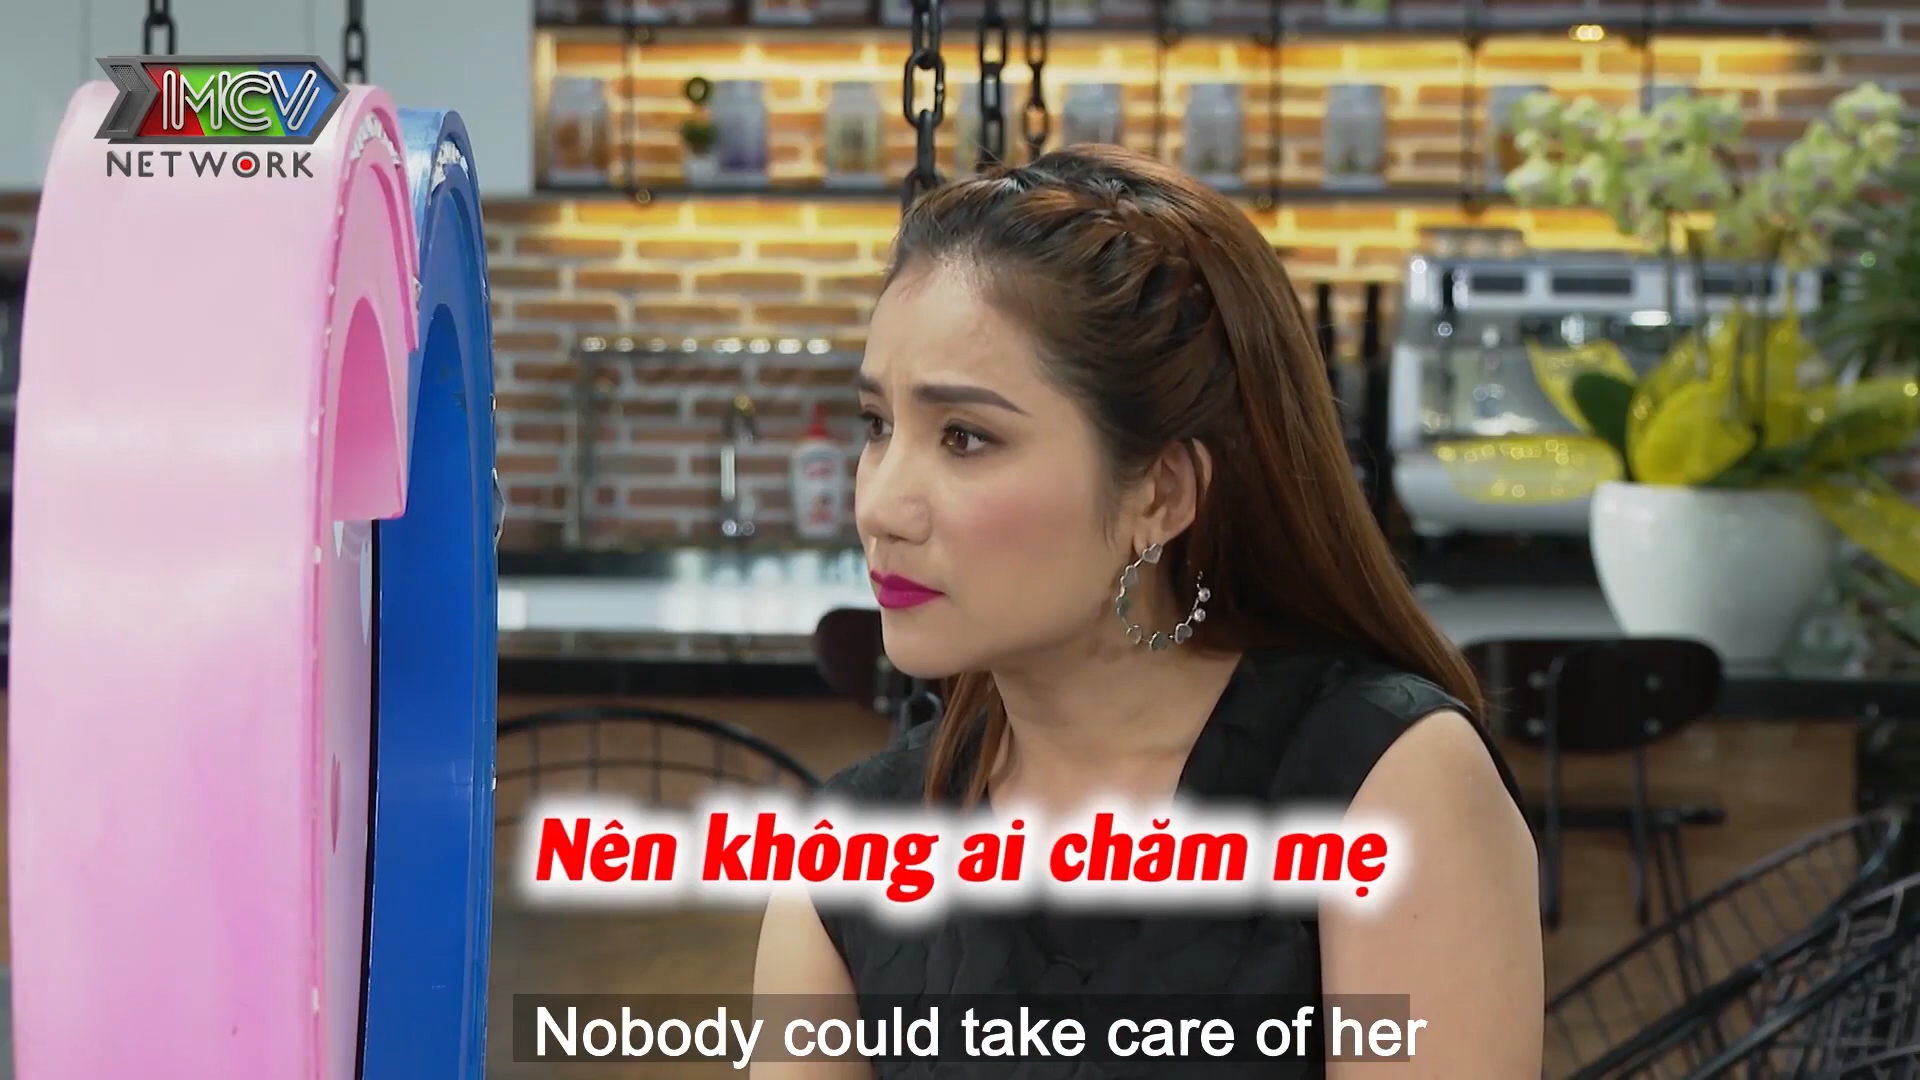 MCV
NETWORK
Nên không ai chăm mẹ
Nobody could take care of her